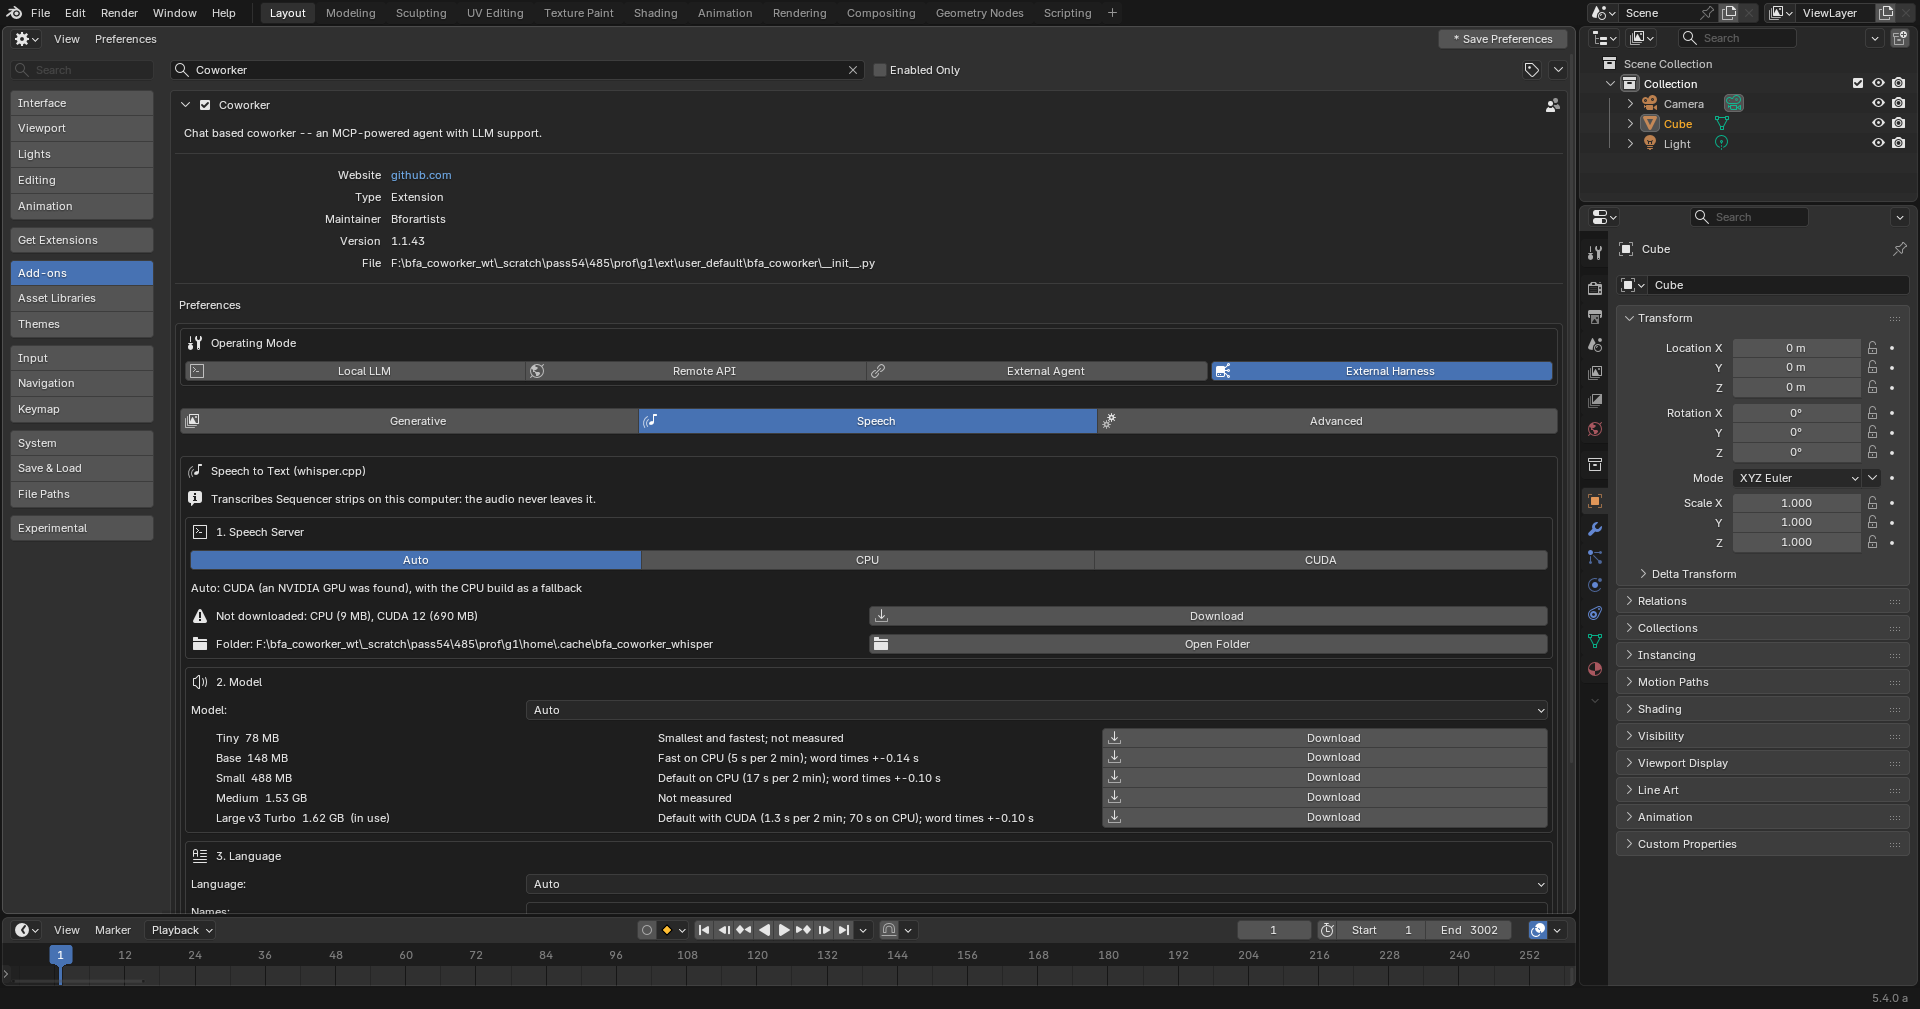 File Edit Render Window Help Layout Modeling Sculpting UV Editing Texture Paint Shading Animation Rendering Compositing Geometry Nodes Scripting + Scene ViewLayer
View Preferences * Save Preferences
Search
Search
Coworker
Enabled Only
Interface
Viewport
Lights
Editing
Animation
Get Extensions
Add-ons
Asset Libraries
Themes
Input
Navigation
Keymap
System
Save & Load
File Paths
Experimental
Coworker
Chat based coworker -- an MCP-powered agent with LLM support.
Website github.com
Type Extension
Maintainer Bforartists
Version 1.1.43
File F:\bfa_coworker_wt\_scratch\pass54\485\prof\g1\ext\user_default\bfa_coworker\__init__.py
Preferences
Operating Mode
Local LLM Remote API External Agent External Harness
Generative Speech Advanced
Speech to Text (whisper.cpp)
Transcribes Sequencer strips on this computer: the audio never leaves it.
1. Speech Server
Auto CPU CUDA
Auto: CUDA (an NVIDIA GPU was found), with the CPU build as a fallback
Not downloaded: CPU (9 MB), CUDA 12 (690 MB) Download
Folder: F:\bfa_coworker_wt\_scratch\pass54\485\prof\g1\home\.cache\bfa_coworker_whisper Open Folder
2. Model
Model: Auto
Tiny 78 MB Smallest and fastest; not measured Download
Base 148 MB Fast on CPU (5 s per 2 min); word times +-0.14 s Download
Small 488 MB Default on CPU (17 s per 2 min); word times +-0.10 s Download
Medium 1.53 GB Not measured Download
Large v3 Turbo 1.62 GB (in use) Default with CUDA (1.3 s per 2 min; 70 s on CPU); word times +-0.10 s Download
3. Language
Language: Auto
Names:
View Marker Playback 1 Start 1 End 3002
1 12 24 36 48 60 72 84 96 108 120 132 144 156 168 180 192 204 216 228 240 252
Scene Collection
Collection
Camera
Cube
Light
Search
Cube
Cube
Transform
Location X 0 m
Y 0 m
Z 0 m
Rotation X 0°
Y 0°
Z 0°
Mode XYZ Euler
Scale X 1.000
Y 1.000
Z 1.000
Delta Transform
Relations
Collections
Instancing
Motion Paths
Shading
Visibility
Viewport Display
Line Art
Animation
Custom Properties
5.4.0 a